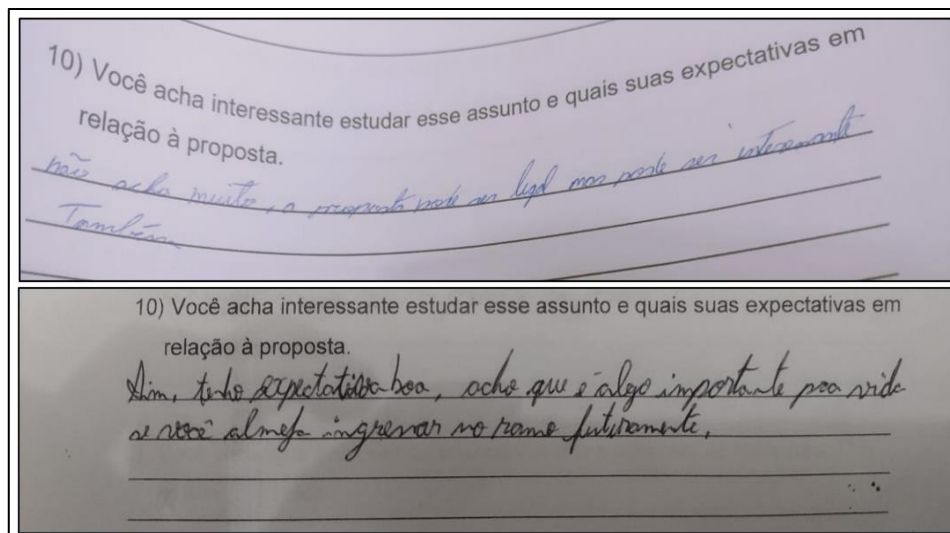 10) Você acha interessante estudar esse assunto e quais suas expectativas em
relação à proposta.
não acho muito, a proposta pode ser legal mas pode ser interessante
Também
10) Você acha interessante estudar esse assunto e quais suas expectativas em
relação à proposta.
Sim, tenho expectativa boa, acho que é algo importante pra vida
se você almeja ingressar no ramo futuramente.